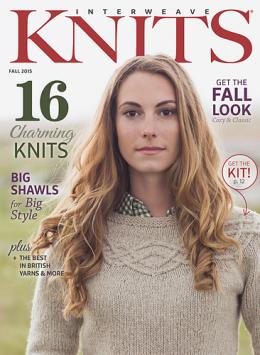 INTERWEAVE
KNITS
FALL 2015
16
Charming
KNITS
BIG
SHAWLS
for Big
Style
plus
+ THE BEST
IN BRITISH
YARNS & MORE
GET THE
FALL
LOOK
Cozy & Classic
GET THE
KIT!
p. 12